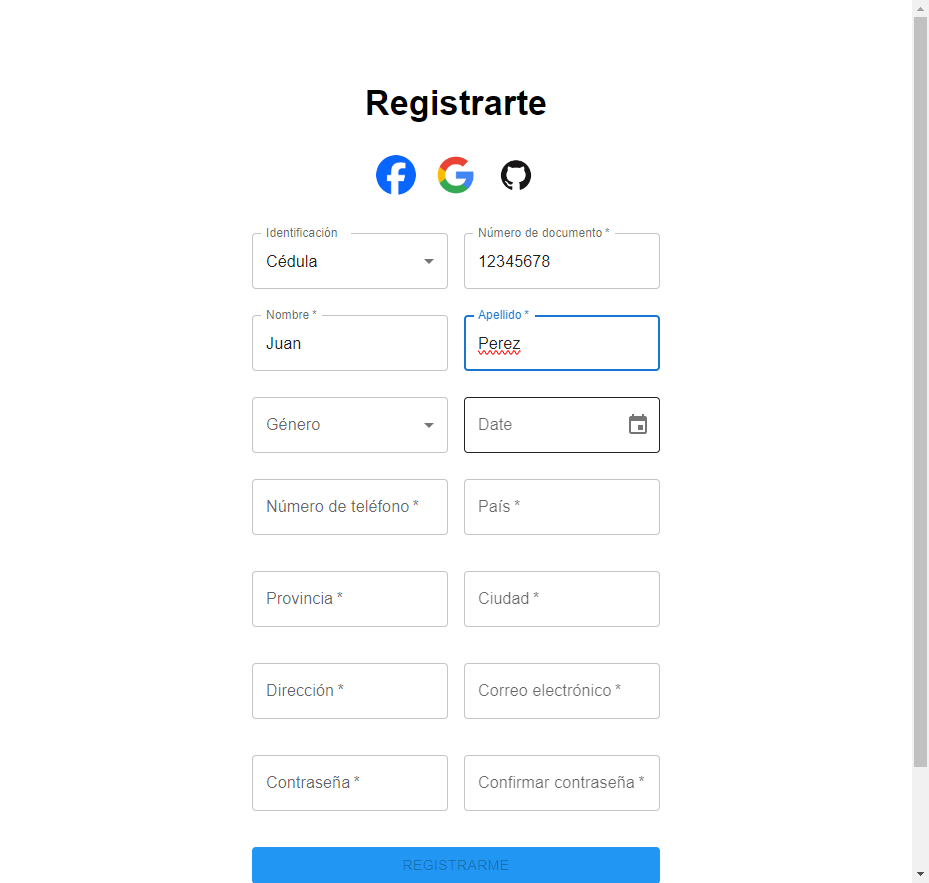 Registrarte
Identificación
Número de documento *
Cédula
12345678
Nombre *
Apellido *
Juan
Perez
Género
Date
Número de teléfono *
País *
Provincia *
Ciudad *
Dirección *
Correo electrónico *
Contraseña *
Confirmar contraseña *
REGISTRARME